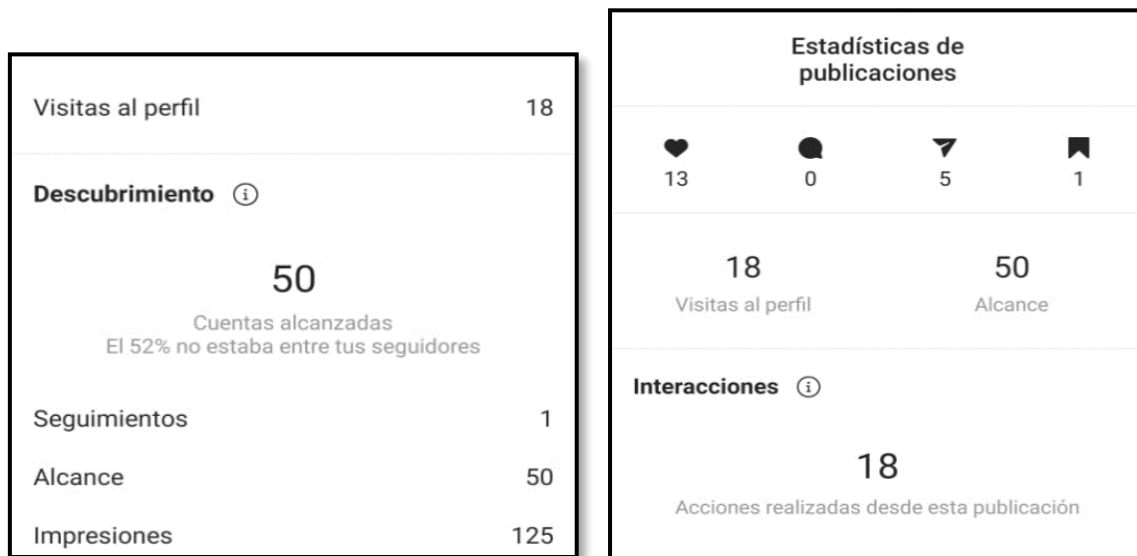 Visitas al perfil 18
Descubrimiento
50
Cuentas alcanzadas
El 52% no estaba entre tus seguidores
Seguimientos 1
Alcance 50
Impresiones 125
Estadísticas de
publicaciones
13 0 5 1
18 50
Visitas al perfil Alcance
Interacciones
18
Acciones realizadas desde esta publicación